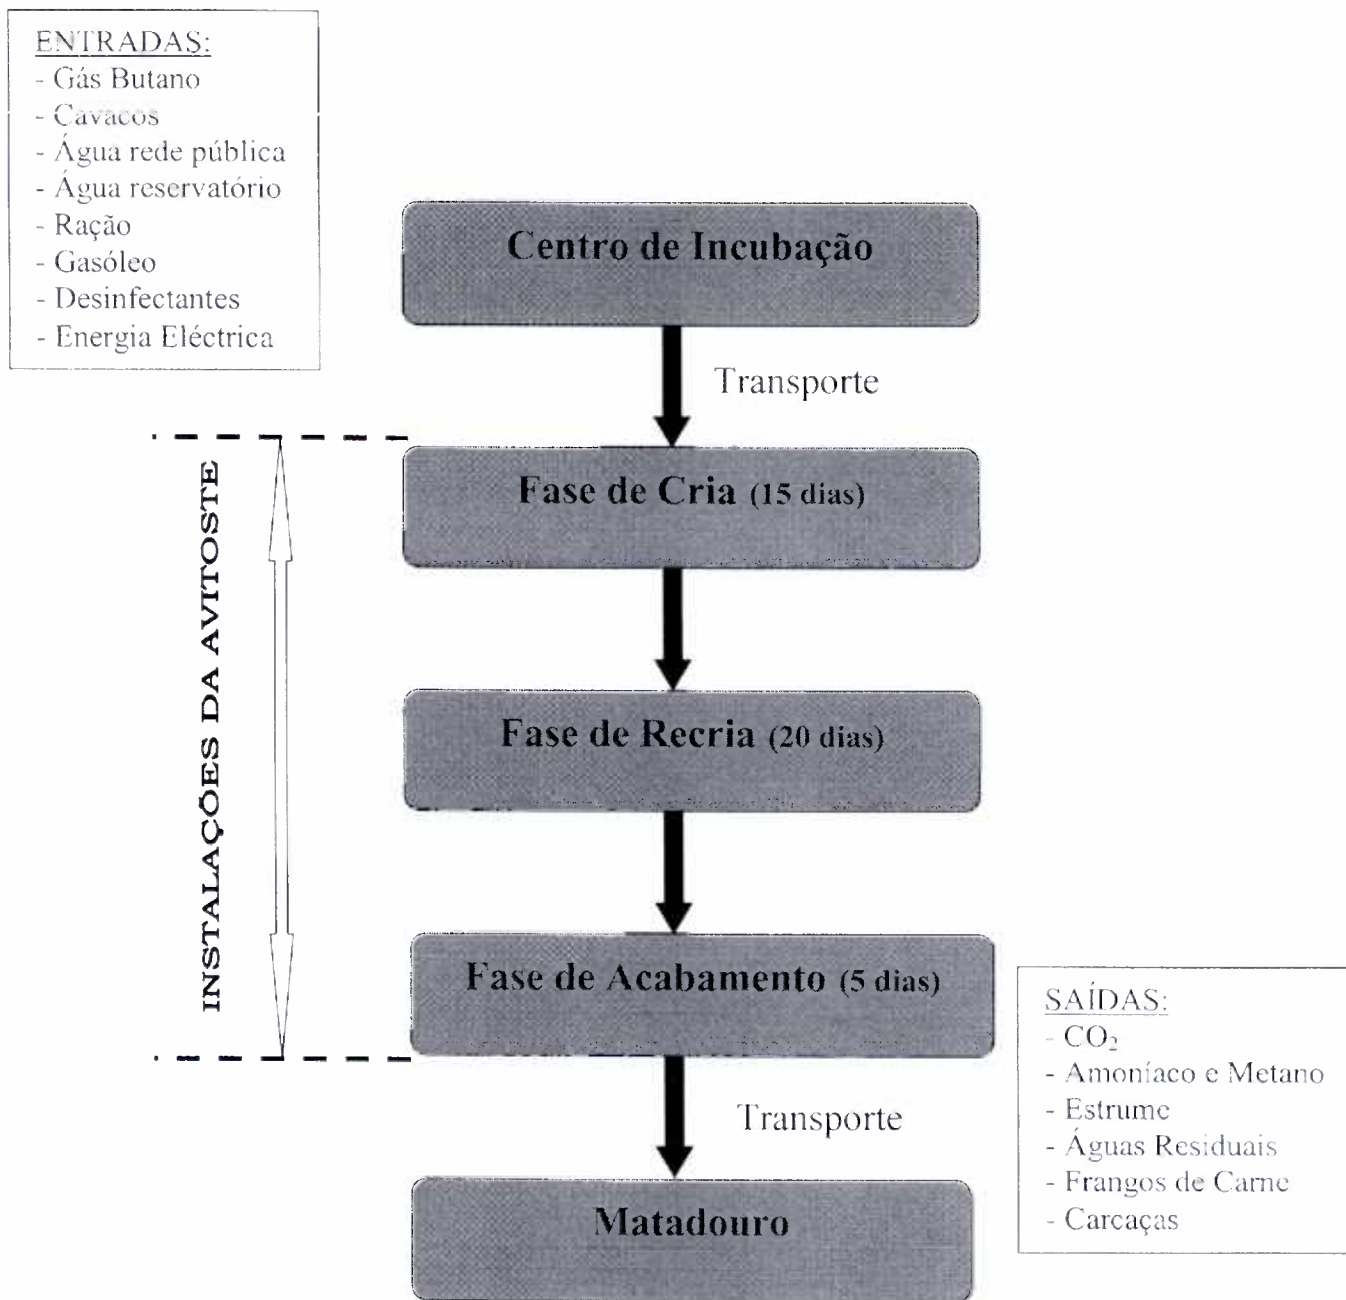 ENTRADAS:
- Gás Butano
- Cavacos
- Água rede pública
- Água reservatório
- Ração
- Gasóleo
- Desinfectantes
- Energia Eléctrica
Centro de Incubação
Transporte
Fase de Cria (15 dias)
INSTALAÇÕES DA AVITOSTE
Fase de Recria (20 dias)
Fase de Acabamento (5 dias)
Transporte
Matadouro
SAÍDAS:
- CO₂
- Amoníaco e Metano
- Estrume
- Águas Residuais
- Frangos de Carne
- Carcaças